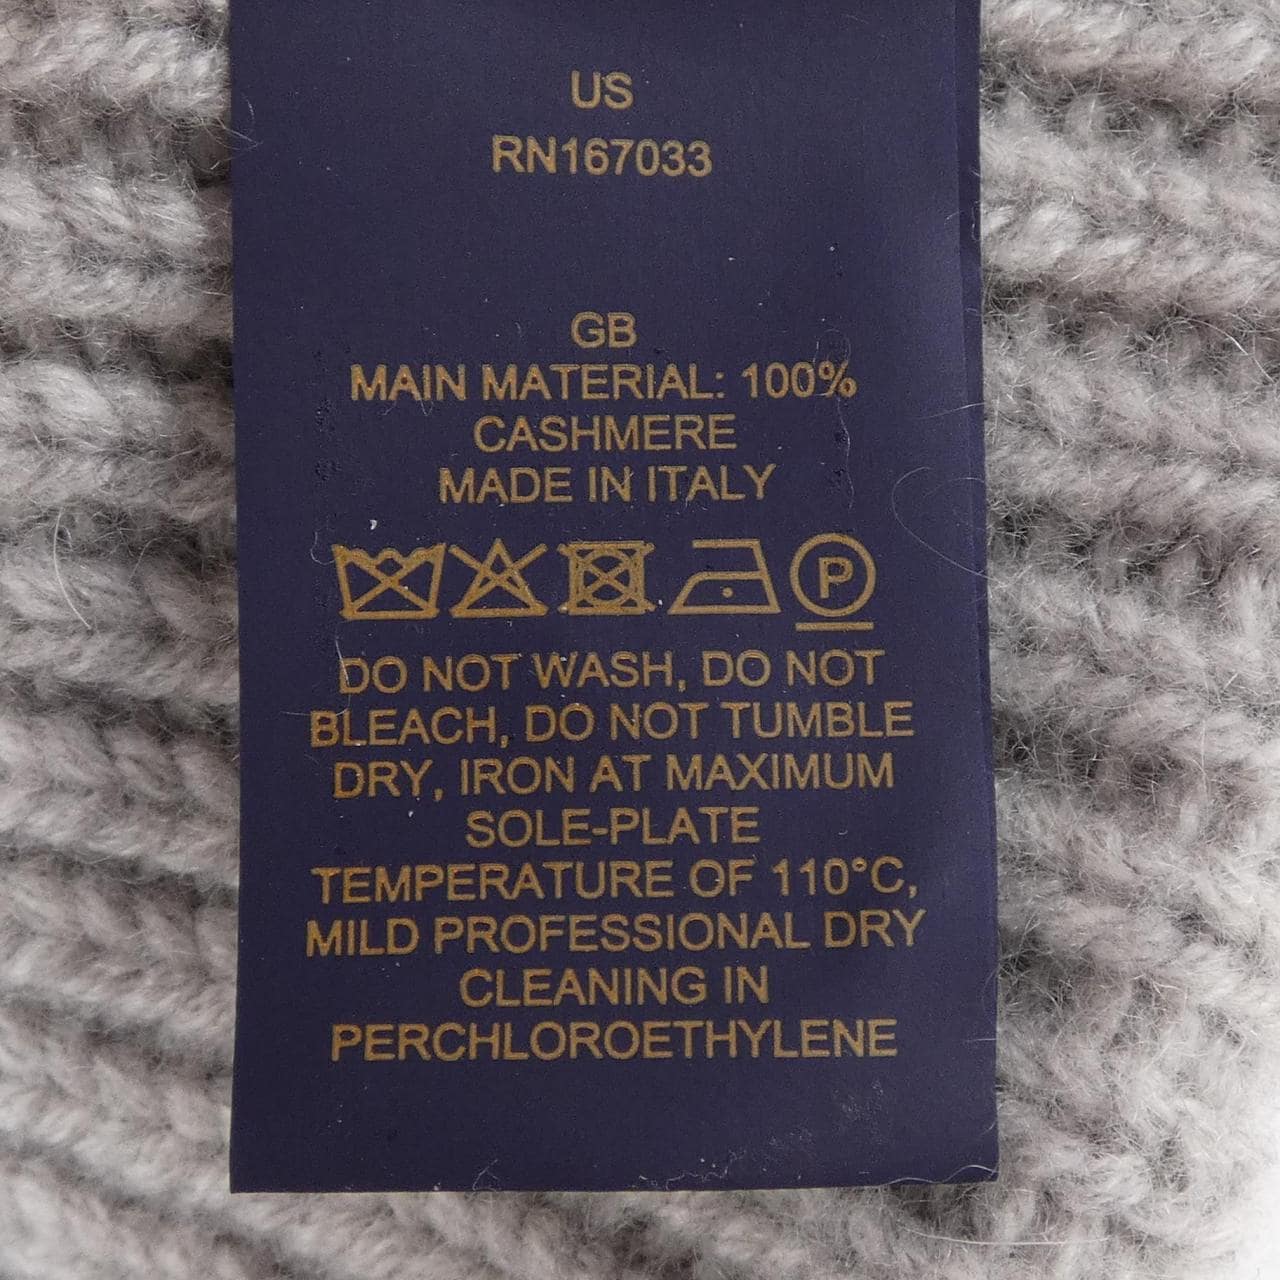 US
RN167033
GB
MAIN MATERIAL: 100%
CASHMERE
MADE IN ITALY
P
DO NOT WASH, DO NOT
BLEACH, DO NOT TUMBLE
DRY, IRON AT MAXIMUM
SOLE-PLATE
TEMPERATURE OF 110°C,
MILD PROFESSIONAL DRY
CLEANING IN
PERCHLOROETHYLENE